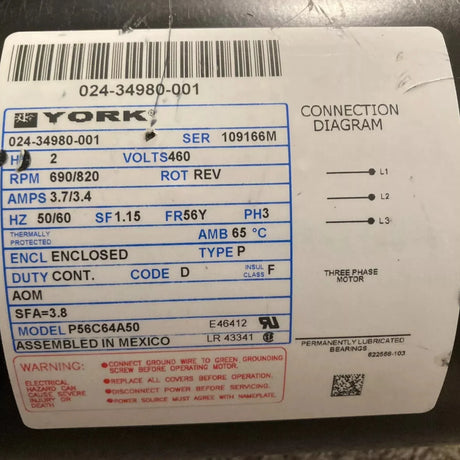 024-34980-001
YORK
024-34980-001 SER 109166M
HP 2 VOLTS460
RPM 690/820 ROT REV
AMPS 3.7/3.4
HZ 50/60 SF1.15 FR56Y PH3
THERMALLY PROTECTED AMB 65 °C
ENCL ENCLOSED TYPE P
DUTY CONT. CODE D INSUL CLASS F
AOM
SFA=3.8
MODEL P56C64A50 E46412
ASSEMBLED IN MEXICO LR 43341
CONNECTION
DIAGRAM
L1
L2
L3
THREE PHASE
MOTOR
PERMANENTLY LUBRICATED
BEARINGS
822568-103
WARNING:
ELECTRICAL
HAZARD CAN
CAUSE SEVERE
INJURY OR
DEATH
CONNECT GROUND WIRE TO GREEN GROUNDING
SCREW BEFORE OPERATING MOTOR.
REPLACE ALL COVERS BEFORE OPERATING.
DISCONNECT POWER BEFORE SERVICING.
POWER SOURCE MUST AGREE WITH NAMEPLATE.